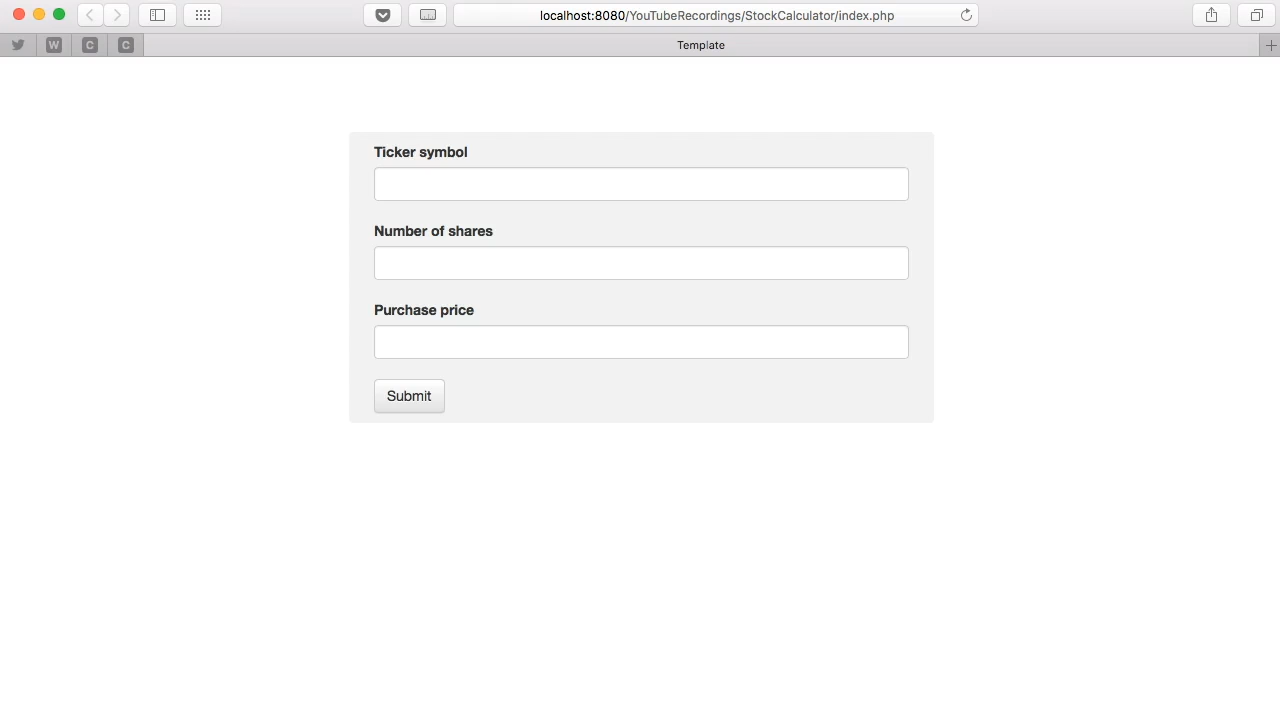 localhost:8080/YouTubeRecordings/StockCalculator/index.php
W C C Template
Ticker symbol
Number of shares
Purchase price
Submit